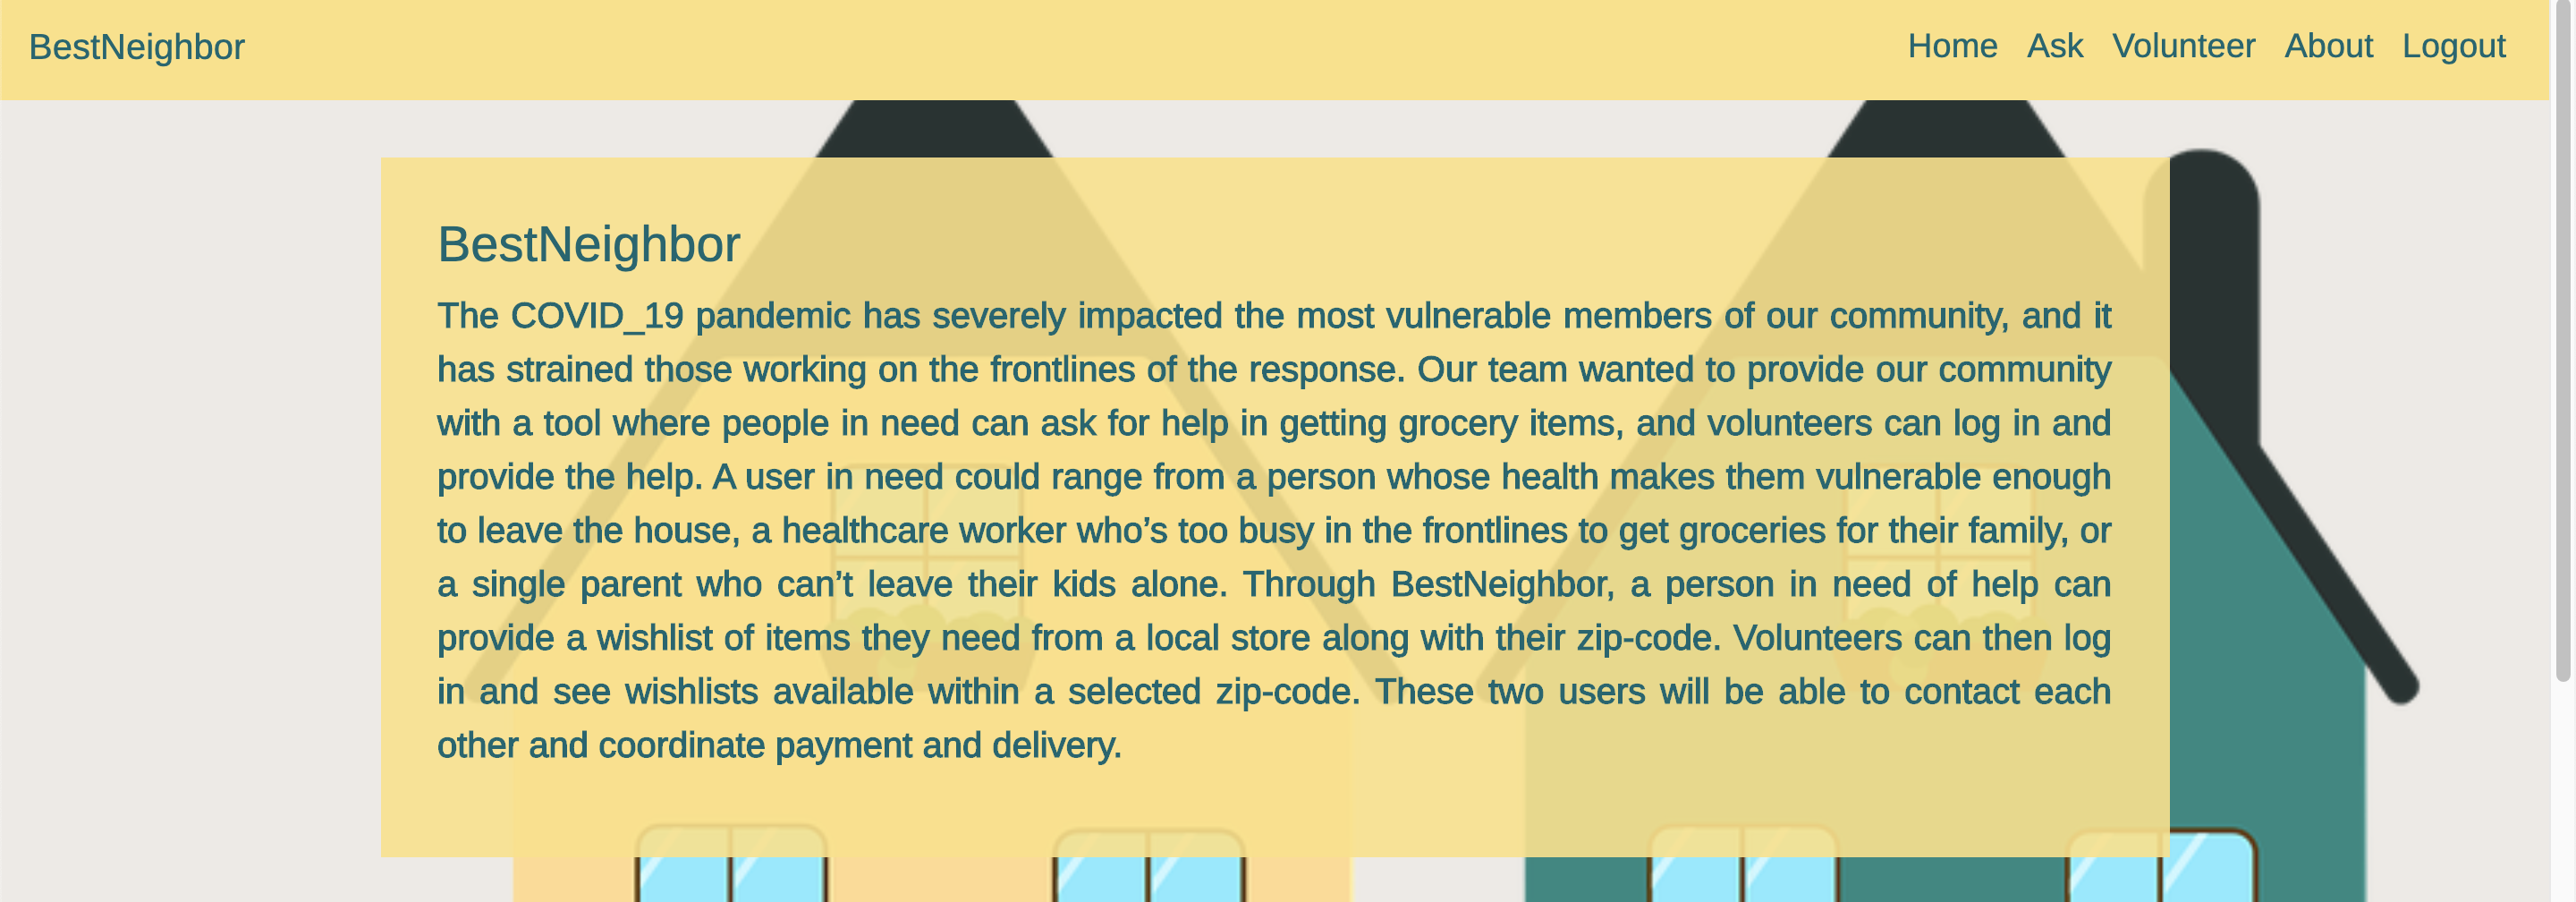 BestNeighbor
Home Ask Volunteer About Logout
BestNeighbor
The COVID_19 pandemic has severely impacted the most vulnerable members of our community, and it
has strained those working on the frontlines of the response. Our team wanted to provide our community
with a tool where people in need can ask for help in getting grocery items, and volunteers can log in and
provide the help. A user in need could range from a person whose health makes them vulnerable enough
to leave the house, a healthcare worker who’s too busy in the frontlines to get groceries for their family, or
a single parent who can’t leave their kids alone. Through BestNeighbor, a person in need of help can
provide a wishlist of items they need from a local store along with their zip-code. Volunteers can then log
in and see wishlists available within a selected zip-code. These two users will be able to contact each
other and coordinate payment and delivery.